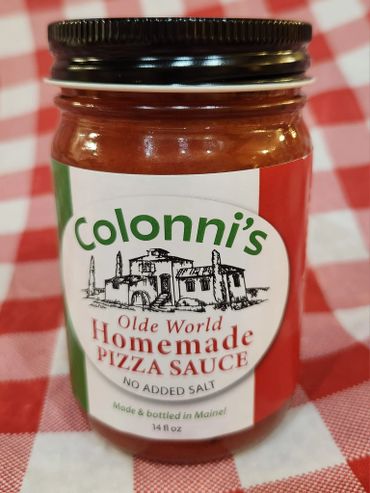 Colonni's
Olde World
Homemade
PIZZA SAUCE
NO ADDED SALT
Made & bottled in Maine!
14 fl oz